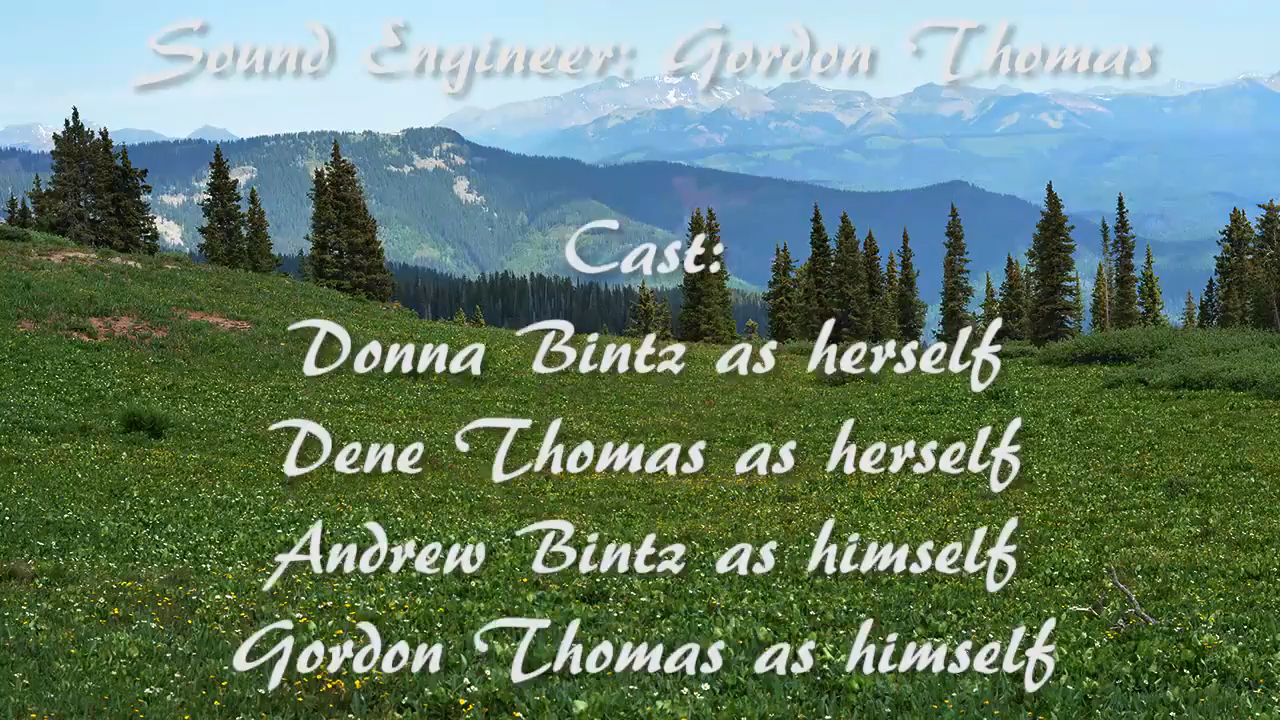 Sound Engineer: Gordon Thomas
Cast:
Donna Bintz as herself
Dene Thomas as herself
Andrew Bintz as himself
Gordon Thomas as himself